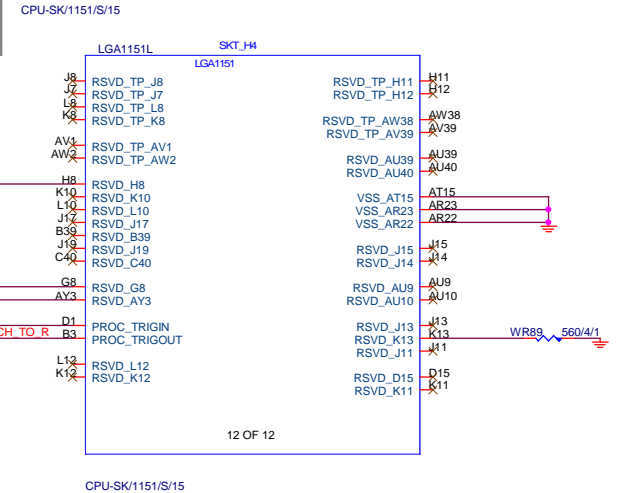 CPU-SK/1151/S/15
LGA1151L
SKT_H4
LGA1151
J8 RSVD_TP_J8 RSVD_TP_H11 H11
J7 RSVD_TP_J7 RSVD_TP_H12 H12
L8 RSVD_TP_L8
K8 RSVD_TP_K8 RSVD_TP_AW38 AW38
RSVD_TP_AV39 AV39
AV1 RSVD_TP_AV1
AW2 RSVD_TP_AW2 RSVD_AU39 AU39
RSVD_AU40 AU40
H8 RSVD_H8
K10 RSVD_K10 VSS_AT15 AT15
L10 RSVD_L10 VSS_AR23 AR23
J17 RSVD_J17 VSS_AR22 AR22
B39 RSVD_B39
J19 RSVD_J19 RSVD_J15 J15
C40 RSVD_C40 RSVD_J14 J14
G8 RSVD_G8 RSVD_AU9 AU9
AY3 RSVD_AY3 RSVD_AU10 AU10
D1 PROC_TRIGIN RSVD_J13 J13
CH_TO_R B3 PROC_TRIGOUT RSVD_K13 K13 WR89 560/4/1
RSVD_J11 J11
L12 RSVD_L12
K12 RSVD_K12 RSVD_D15 D15
RSVD_K11 K11
12 OF 12
CPU-SK/1151/S/15